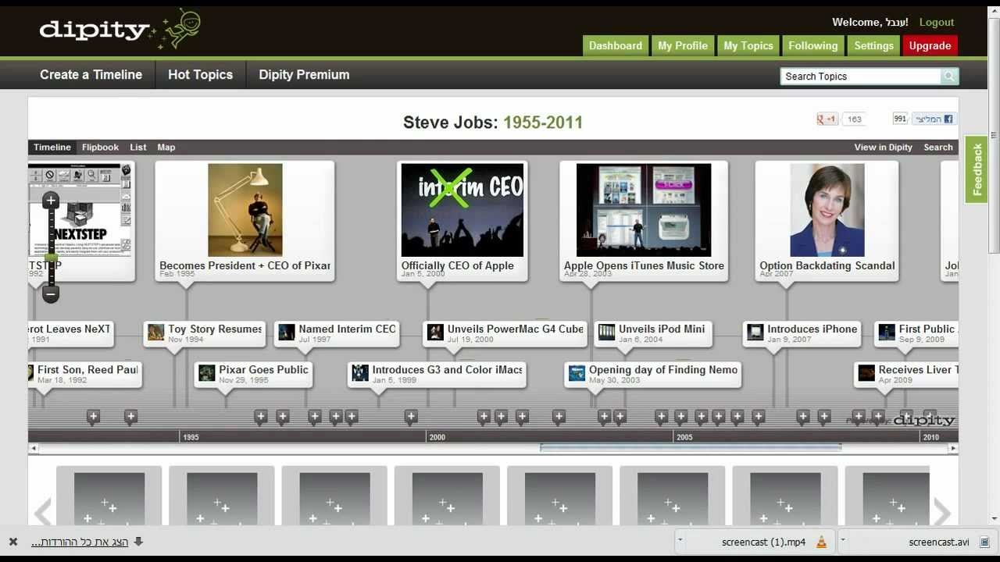 dipity
Welcome, ענבל! Logout
Dashboard My Profile My Topics Following Settings Upgrade
Create a Timeline Hot Topics Dipity Premium
Search Topics
Steve Jobs: 1955-2011
+1 163 991 המליצי
Timeline Flipbook List Map View in Dipity Search
Feedback
NEXTSTEP
interim CEO
TSTEP
992
Becomes President + CEO of Pixar
Feb 1995
Officially CEO of Apple
Jan 5, 2000
Apple Opens iTunes Music Store
Apr 28, 2003
Option Backdating Scandal
Apr 2007
Jan
erot Leaves NeXT
1991
Toy Story Resumes
Nov 1994
Named Interim CEO
Jul 1997
Unveils PowerMac G4 Cube
Jul 19, 2000
Unveils iPod Mini
Jan 6, 2004
Introduces iPhone
Jan 9, 2007
First Public
Sep 9, 2009
First Son, Reed Paul
Mar 18, 1992
Pixar Goes Public
Nov 29, 1995
Introduces G3 and Color iMacs
Jan 5, 1999
Opening day of Finding Nemo
May 30, 2003
Receives Liver T
Apr 2009
dipity
1995 2000 2005 2010
הצג את כל ההורדות...
screencast (1).mp4
screencast.avi